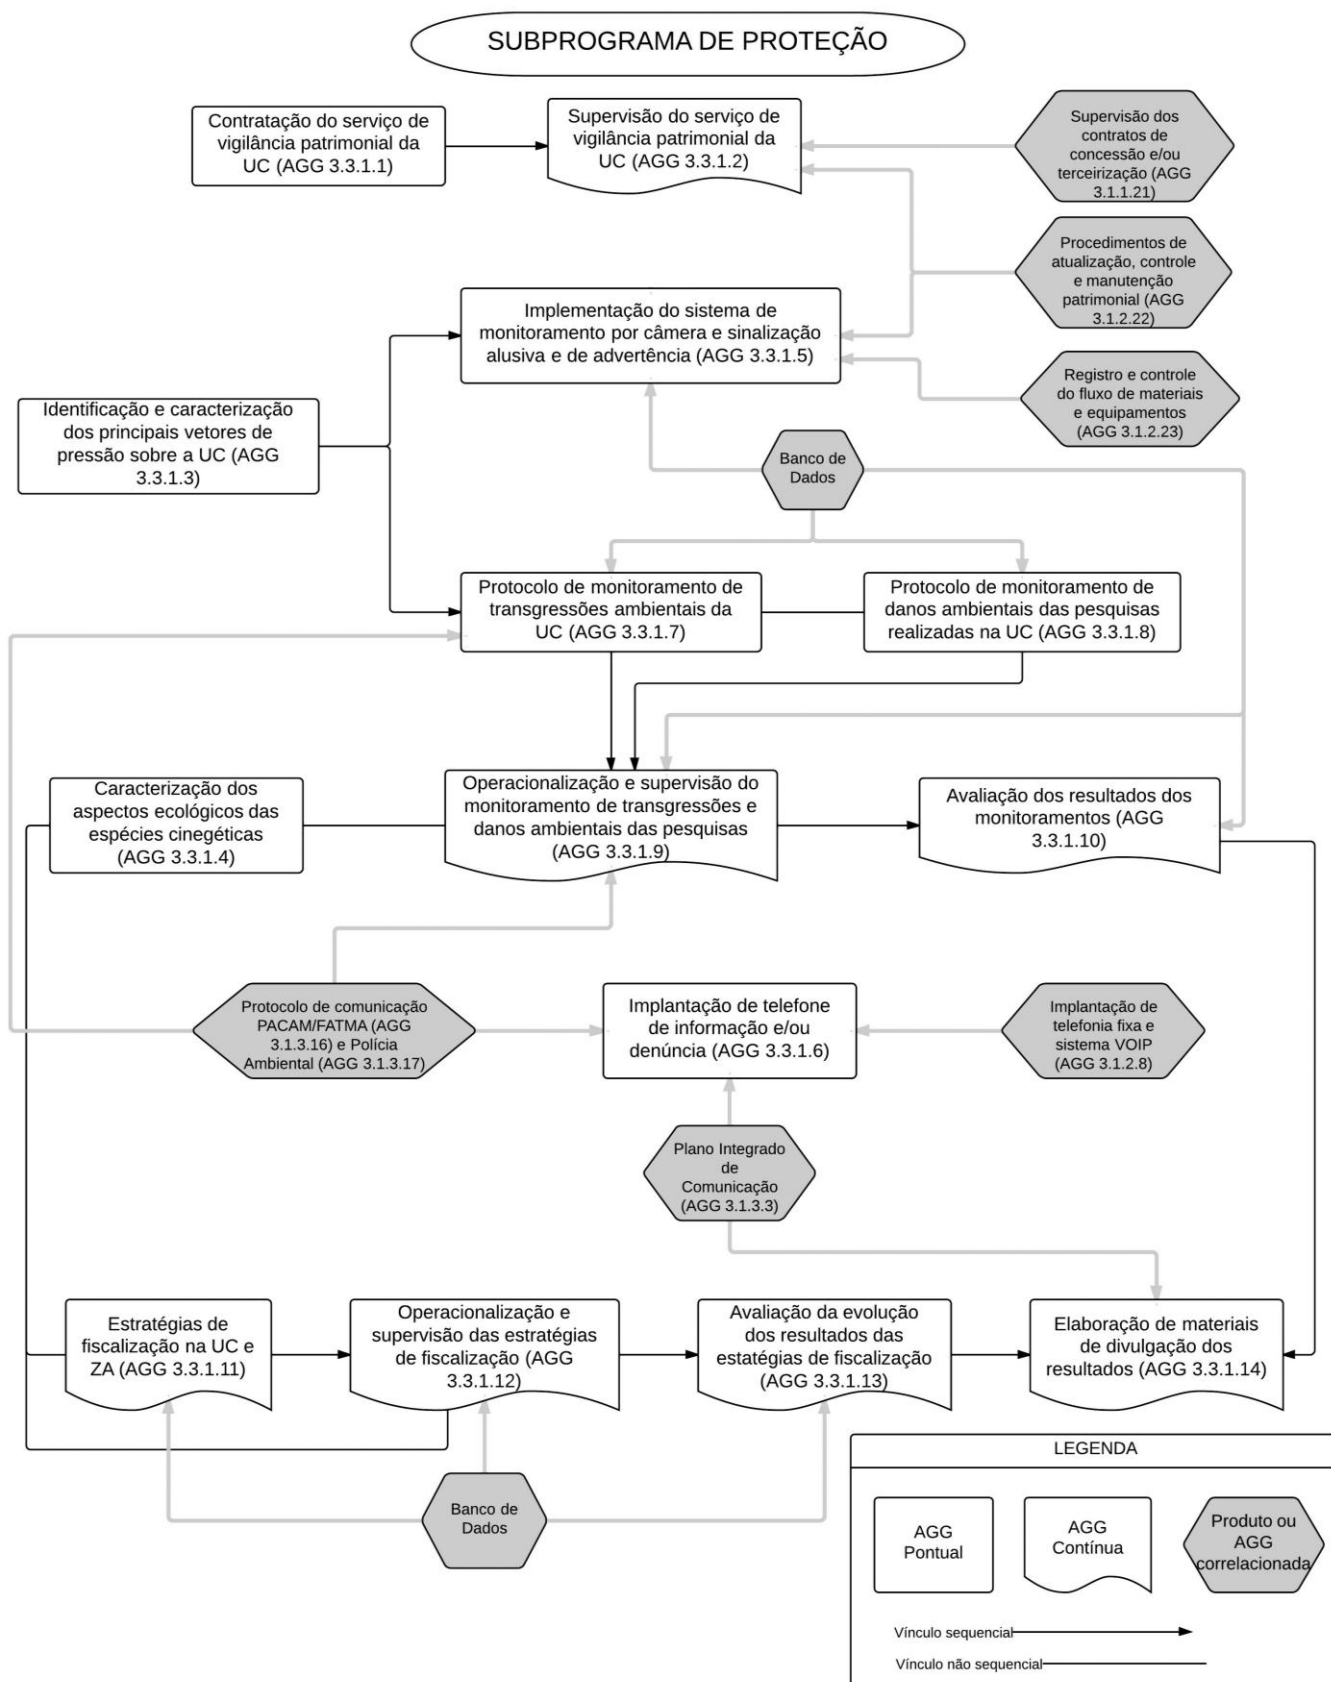 SUBPROGRAMA DE PROTEÇÃO
Contratação do serviço de
vigilância patrimonial da
UC (AGG 3.3.1.1)
Supervisão do serviço de
vigilância patrimonial da
UC (AGG 3.3.1.2)
Supervisão dos
contratos de
concessão e/ou
terceirização (AGG
3.1.1.21)
Procedimentos de
atualização, controle
e manutenção
patrimonial (AGG
3.1.2.22)
Implementação do sistema de
monitoramento por câmera e sinalização
alusiva e de advertência (AGG 3.3.1.5)
Registro e controle
do fluxo de materiais
e equipamentos
(AGG 3.1.2.23)
Identificação e caracterização
dos principais vetores de
pressão sobre a UC (AGG
3.3.1.3)
Banco de
Dados
Protocolo de monitoramento de
transgressões ambientais da
UC (AGG 3.3.1.7)
Protocolo de monitoramento de
danos ambientais das pesquisas
realizadas na UC (AGG 3.3.1.8)
Caracterização dos
aspectos ecológicos das
espécies cinegéticas
(AGG 3.3.1.4)
Operacionalização e supervisão do
monitoramento de transgressões e
danos ambientais das pesquisas
(AGG 3.3.1.9)
Avaliação dos resultados dos
monitoramentos (AGG
3.3.1.10)
Protocolo de comunicação
PACAM/FATMA (AGG
3.1.3.16) e Polícia
Ambiental (AGG 3.1.3.17)
Implantação de telefone
de informação e/ou
denúncia (AGG 3.3.1.6)
Implantação de
telefonia fixa e
sistema VOIP
(AGG 3.1.2.8)
Plano Integrado
de
Comunicação
(AGG 3.1.3.3)
Estratégias de
fiscalização na UC e
ZA (AGG 3.3.1.11)
Operacionalização e
supervisão das estratégias
de fiscalização (AGG
3.3.1.12)
Avaliação da evolução
dos resultados das
estatégias de fiscalização
(AGG 3.3.1.13)
Elaboração de materiais
de divulgação dos
resultados (AGG 3.3.1.14)
Banco de
Dados
LEGENDA
AGG
Pontual
AGG
Contínua
Produto ou
AGG
correlacionada
Vínculo sequencial
Vínculo não sequencial